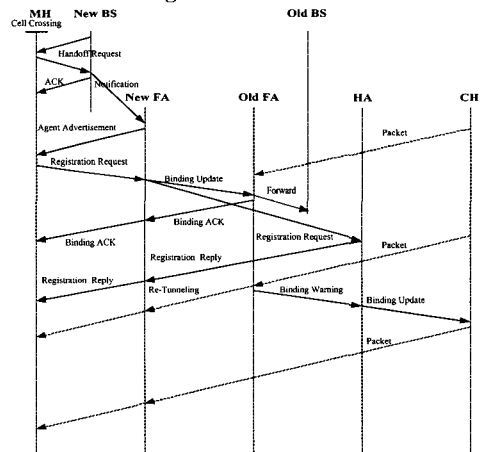 MH New BS Old BS
Cell Crossing
Handoff Request
ACK Notification
New FA Old FA HA CH
Agent Advertisement
Packet
Registration Request
Binding Update
Forward
Binding ACK
Registration Request
Binding ACK
Packet
Registration Reply
Registration Reply
Re-Tunneling
Binding Warning
Binding Update
Packet